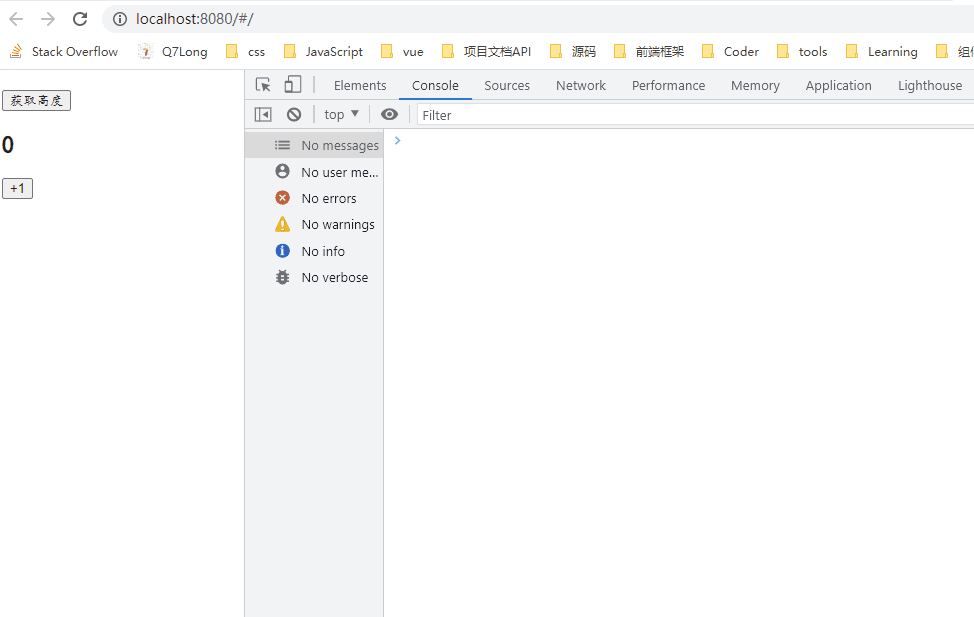 localhost:8080/#/
Stack Overflow Q7Long css JavaScript vue 项目文档API 源码 前端框架 Coder tools Learning 组件
Elements Console Sources Network Performance Memory Application Lighthouse
top Filter
获取高度
0
+1
No messages
No user me...
No errors
No warnings
No info
No verbose